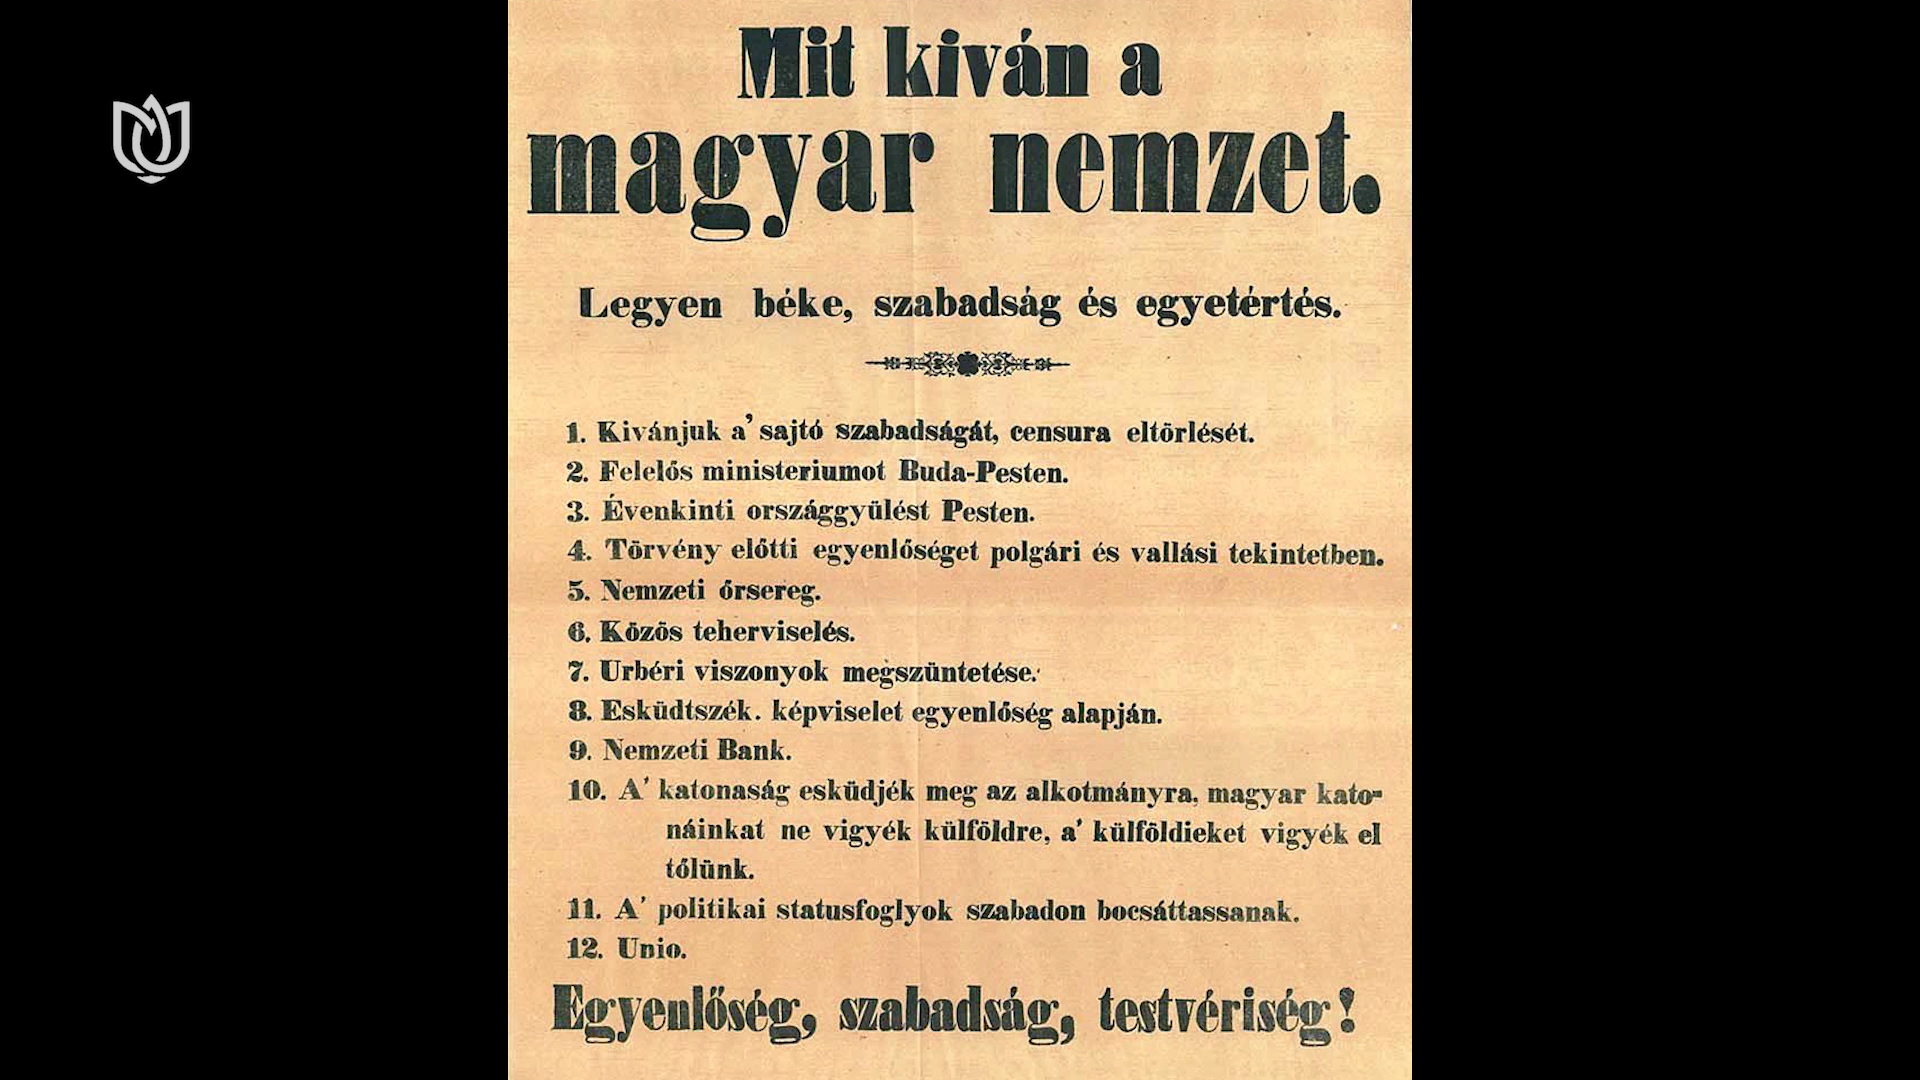 Mit kiván a
magyar nemzet.
Legyen béke, szabadság és egyetértés.
1. Kivánjuk a' sajtó szabadságát, censura eltörlését.
2. Felelős ministeriumot Buda-Pesten.
3. Évenkinti országgyülést Pesten.
4. Törvény előtti egyenlőséget polgári és vallási tekintetben.
5. Nemzeti őrsereg.
6. Közös teherviselés.
7. Urbéri viszonyok megszüntetése.
8. Esküdtszék. képviselet egyenlőség alapján.
9. Nemzeti Bank.
10. A' katonaság esküdjék meg az alkotmányra, magyar kato-
náinkat ne vigyék külföldre, a' külföldieket vigyék el
tőlünk.
11. A' politikai statusfoglyok szabadon bocsáttassanak.
12. Unio.
Egyenlőség, szabadság, testvériség!